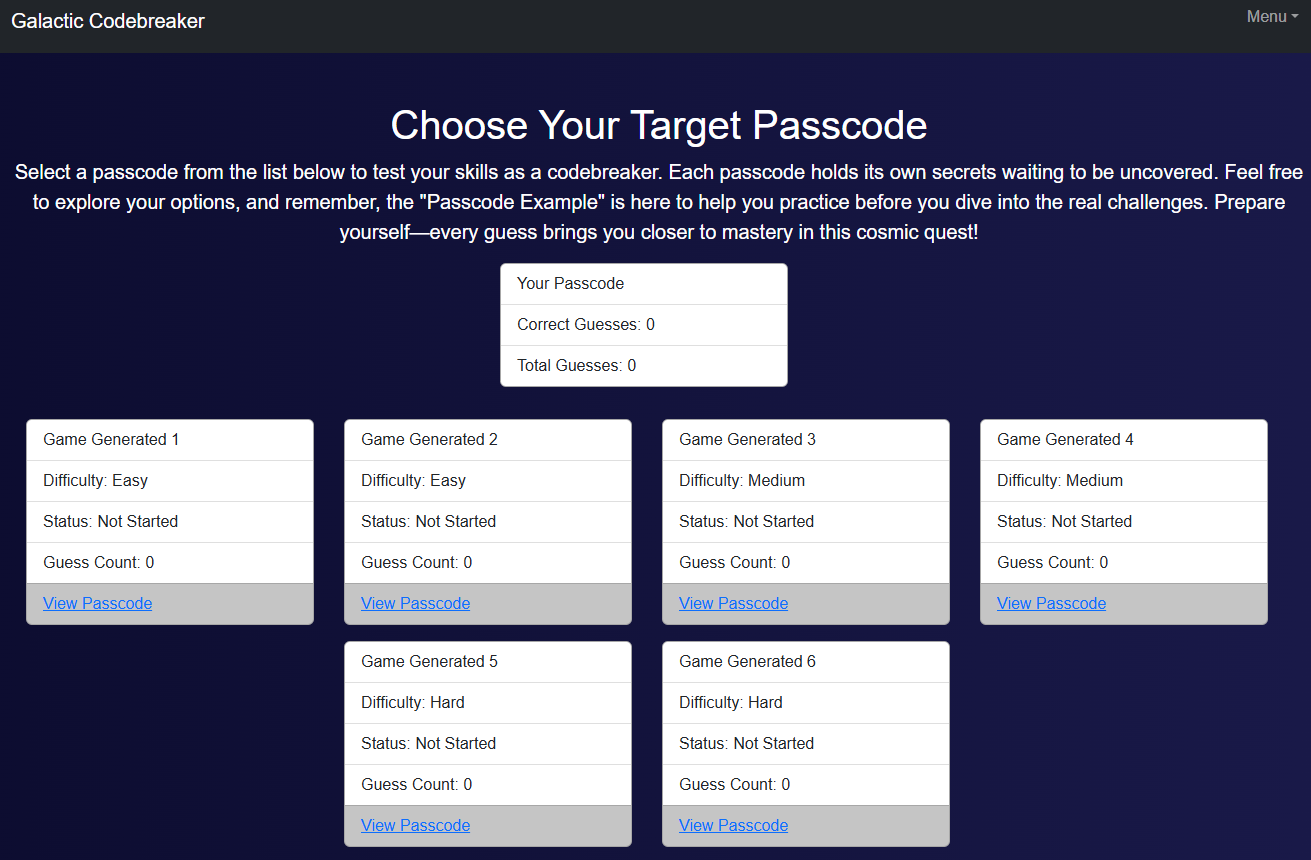 Galactic Codebreaker
Menu
Choose Your Target Passcode
Select a passcode from the list below to test your skills as a codebreaker. Each passcode holds its own secrets waiting to be uncovered. Feel free
to explore your options, and remember, the "Passcode Example" is here to help you practice before you dive into the real challenges. Prepare
yourself—every guess brings you closer to mastery in this cosmic quest!
Your Passcode
Correct Guesses: 0
Total Guesses: 0
Game Generated 1
Difficulty: Easy
Status: Not Started
Guess Count: 0
View Passcode
Game Generated 2
Difficulty: Easy
Status: Not Started
Guess Count: 0
View Passcode
Game Generated 3
Difficulty: Medium
Status: Not Started
Guess Count: 0
View Passcode
Game Generated 4
Difficulty: Medium
Status: Not Started
Guess Count: 0
View Passcode
Game Generated 5
Difficulty: Hard
Status: Not Started
Guess Count: 0
View Passcode
Game Generated 6
Difficulty: Hard
Status: Not Started
Guess Count: 0
View Passcode